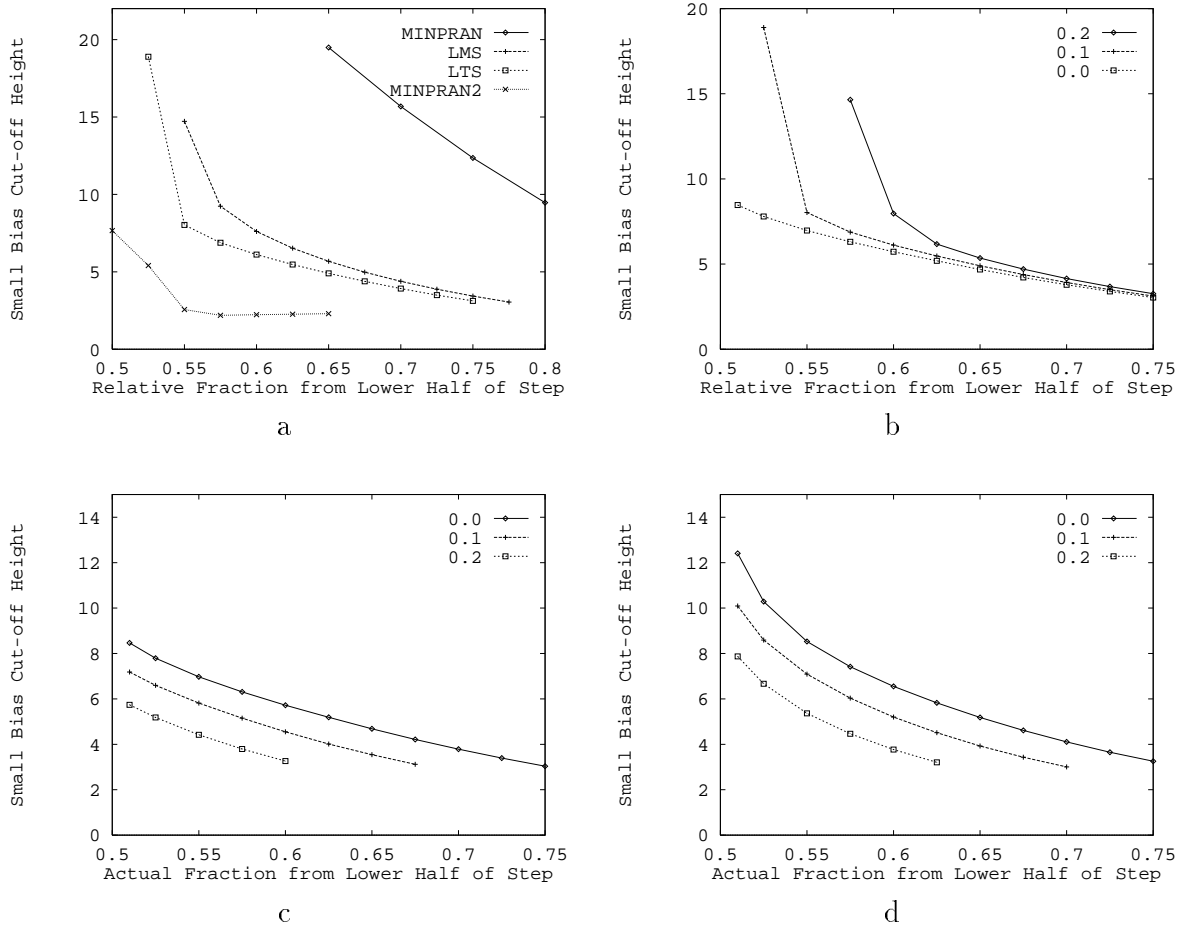 Small Bias Cut-off Height
20
15
10
5
0
MINPRAN
LMS
LTS
MINPRAN2
0.5 0.55 0.6 0.65 0.7 0.75 0.8
Relative Fraction from Lower Half of Step
a
Small Bias Cut-off Height
20
15
10
5
0
0.2
0.1
0.0
0.5 0.55 0.6 0.65 0.7 0.75
Relative Fraction from Lower Half of Step
b
Small Bias Cut-off Height
14
12
10
8
6
4
2
0
0.0
0.1
0.2
0.5 0.55 0.6 0.65 0.7 0.75
Actual Fraction from Lower Half of Step
c
Small Bias Cut-off Height
14
12
10
8
6
4
2
0
0.0
0.1
0.2
0.5 0.55 0.6 0.65 0.7 0.75
Actual Fraction from Lower Half of Step
d